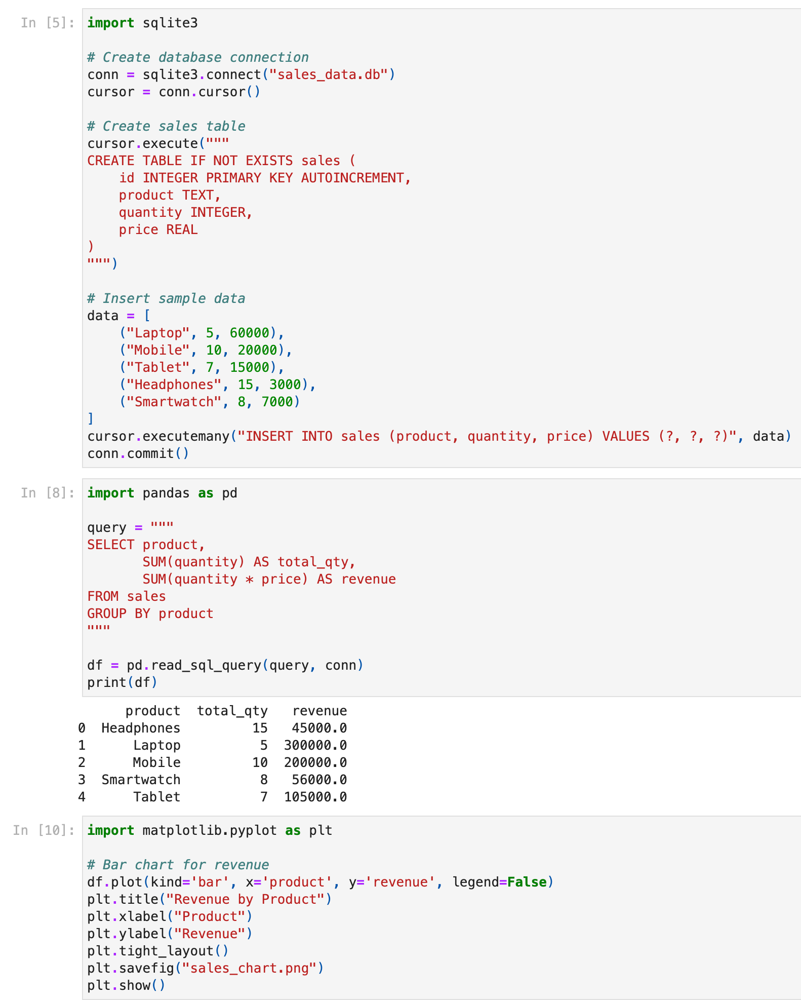 In [5]: import sqlite3

# Create database connection
conn = sqlite3.connect("sales_data.db")
cursor = conn.cursor()

# Create sales table
cursor.execute("""
CREATE TABLE IF NOT EXISTS sales (
    id INTEGER PRIMARY KEY AUTOINCREMENT,
    product TEXT,
    quantity INTEGER,
    price REAL
)
""")

# Insert sample data
data = [
    ("Laptop", 5, 60000),
    ("Mobile", 10, 20000),
    ("Tablet", 7, 15000),
    ("Headphones", 15, 3000),
    ("Smartwatch", 8, 7000)
]
cursor.executemany("INSERT INTO sales (product, quantity, price) VALUES (?, ?, ?)", data)
conn.commit()
In [8]: import pandas as pd

query = """
SELECT product,
       SUM(quantity) AS total_qty,
       SUM(quantity * price) AS revenue
FROM sales
GROUP BY product
"""

df = pd.read_sql_query(query, conn)
print(df)
      product  total_qty   revenue
0  Headphones         15   45000.0
1      Laptop          5  300000.0
2      Mobile         10  200000.0
3  Smartwatch          8   56000.0
4      Tablet          7  105000.0
In [10]: import matplotlib.pyplot as plt

# Bar chart for revenue
df.plot(kind='bar', x='product', y='revenue', legend=False)
plt.title("Revenue by Product")
plt.xlabel("Product")
plt.ylabel("Revenue")
plt.tight_layout()
plt.savefig("sales_chart.png")
plt.show()